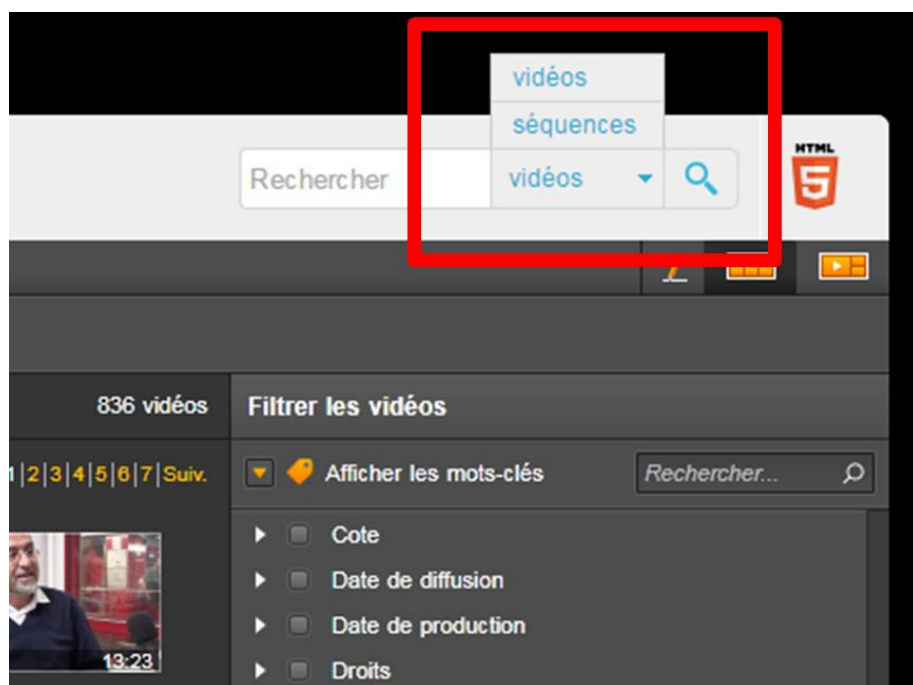 vidéos
séquences
Rechercher vidéos
HTML
5
836 vidéos
Filtrer les vidéos
1|2|3|4|5|6|7|Suiv.
Afficher les mots-clés
Rechercher...
Cote
Date de diffusion
Date de production
13:23
Droits